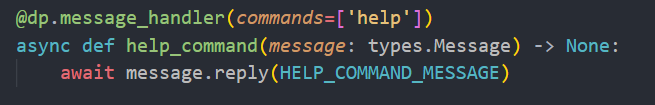 @dp.message_handler(commands=['help'])
async def help_command(message: types.Message) -> None:
    await message.reply(HELP_COMMAND_MESSAGE)